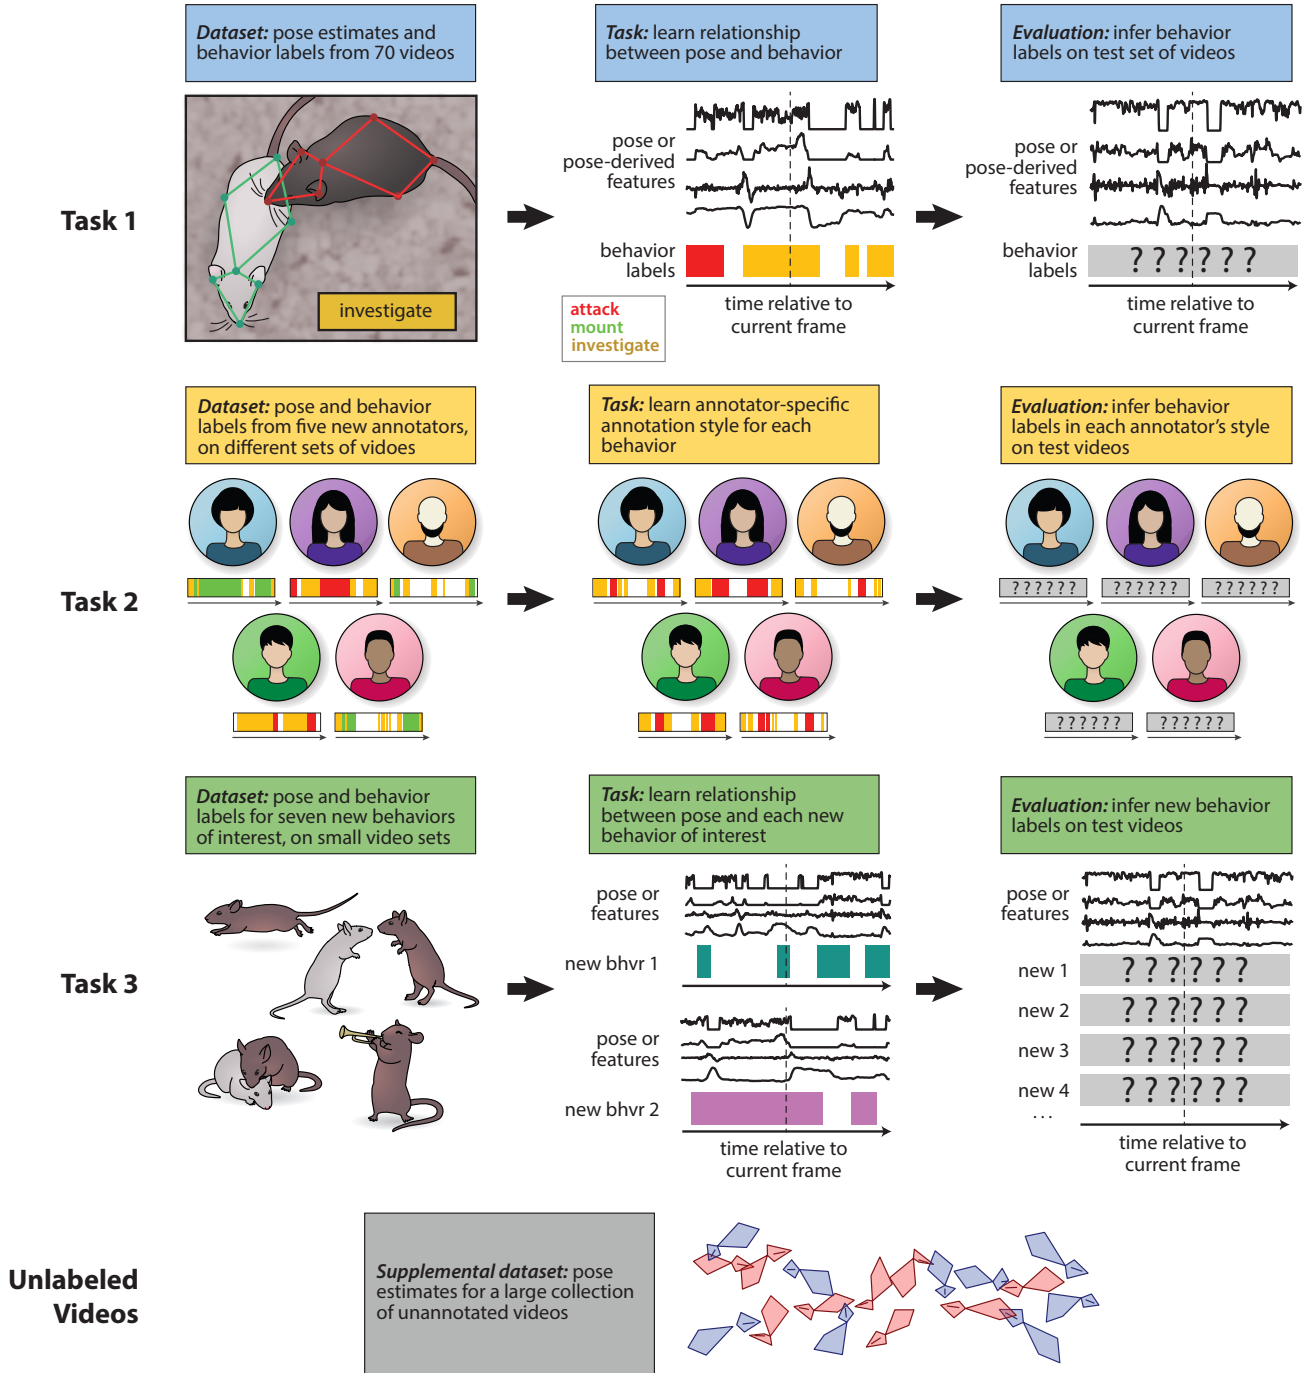 Dataset: pose estimates and
behavior labels from 70 videos
Task: learn relationship
between pose and behavior
Evaluation: infer behavior
labels on test set of videos
Task 1
investigate
pose or
pose-derived
features
behavior
labels
time relative to
current frame
attack
mount
investigate
pose or
pose-derived
features
behavior
labels
? ? ? ? ? ?
time relative to
current frame
Dataset: pose and behavior
labels from five new annotators,
on different sets of vidoes
Task: learn annotator-specific
annotation style for each
behavior
Evaluation: infer behavior
labels in each annotator's style
on test videos
Task 2
? ? ? ? ? ?
? ? ? ? ? ?
? ? ? ? ? ?
? ? ? ? ? ?
? ? ? ? ? ?
Dataset: pose and behavior
labels for seven new behaviors
of interest, on small video sets
Task: learn relationship
between pose and each new
behavior of interest
Evaluation: infer new behavior
labels on test videos
Task 3
pose or
features
new bhvr 1
pose or
features
new bhvr 2
time relative to
current frame
pose or
features
new 1
? ? ? ? ? ?
new 2
? ? ? ? ? ?
new 3
? ? ? ? ? ?
new 4
? ? ? ? ? ?
...
time relative to
current frame
Unlabeled
Videos
Supplemental dataset: pose
estimates for a large collection
of unannotated videos